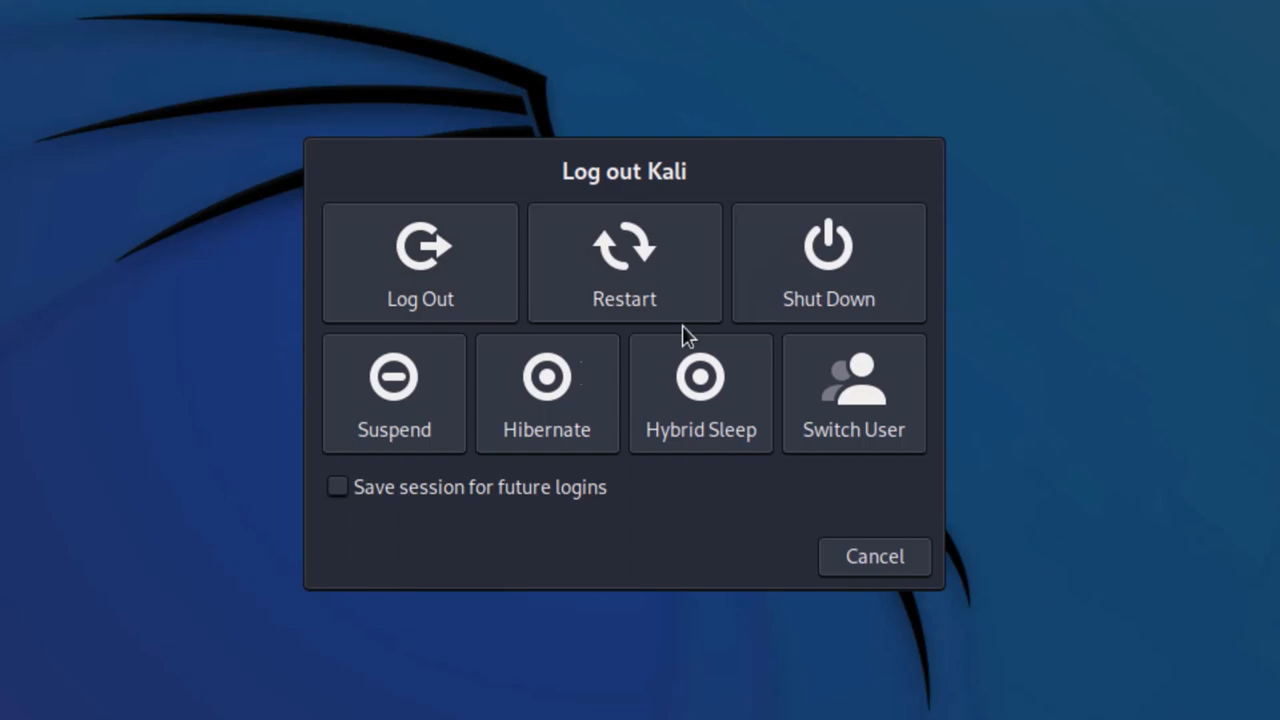 Log out Kali
Log Out
Restart
Shut Down
Suspend
Hibernate
Hybrid Sleep
Switch User
Save session for future logins
Cancel